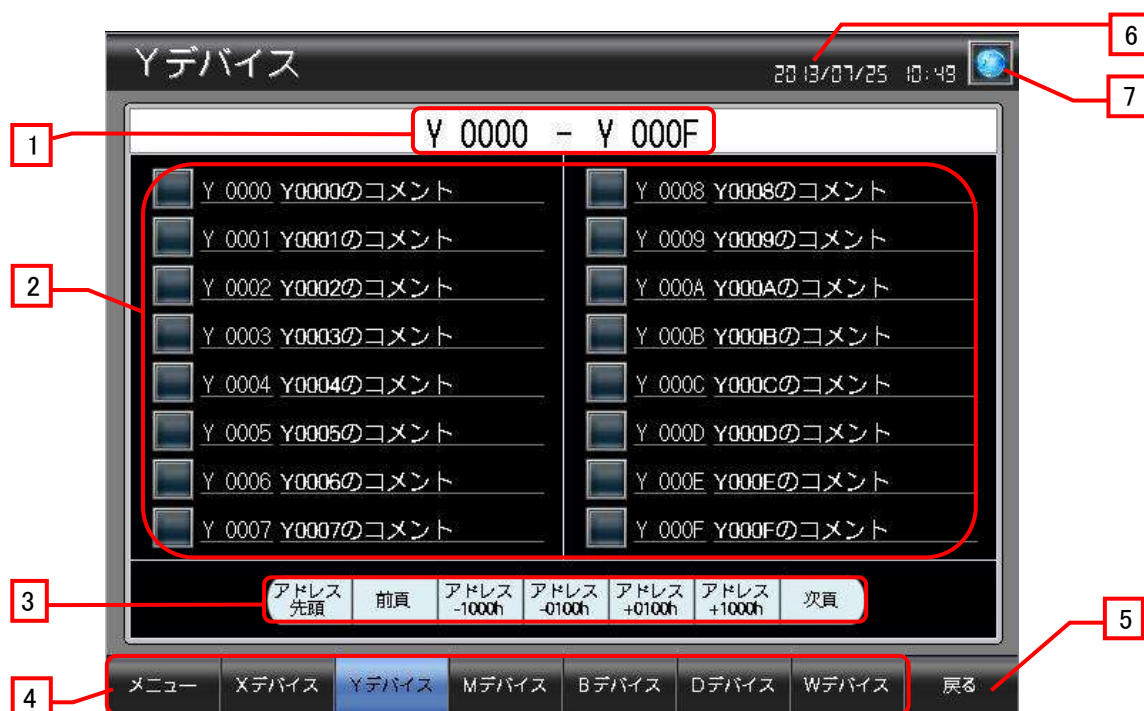 6
Yデバイス
2013/07/25 10:49
7
1
Y 0000 - Y 000F
Y 0000 Y0000のコメント
Y 0008 Y0008のコメント
Y 0001 Y0001のコメント
Y 0009 Y0009のコメント
2
Y 0002 Y0002のコメント
Y 000A Y000Aのコメント
Y 0003 Y0003のコメント
Y 000B Y000Bのコメント
Y 0004 Y0004のコメント
Y 000C Y000Cのコメント
Y 0005 Y0005のコメント
Y 000D Y000Dのコメント
Y 0006 Y0006のコメント
Y 000E Y000Eのコメント
Y 0007 Y0007のコメント
Y 000F Y000Fのコメント
3
アドレス
先頭
前頁
アドレス
-1000h
アドレス
-0100h
アドレス
+0100h
アドレス
+1000h
次頁
5
4
メニュー
Xデバイス
Yデバイス
Mデバイス
Bデバイス
Dデバイス
Wデバイス
戻る